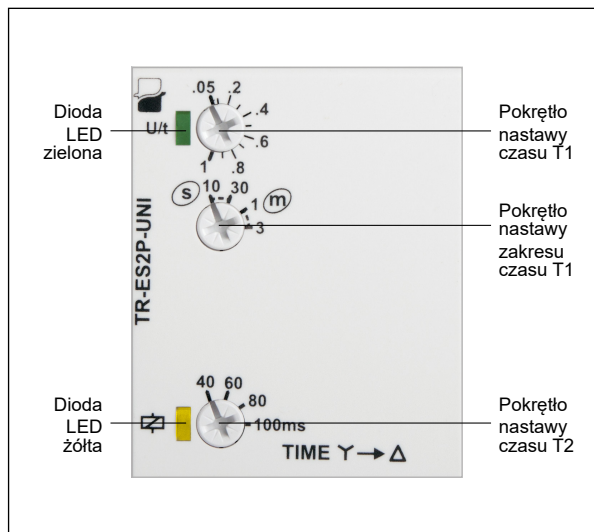 Dioda
LED
zielona
U/t
.05 .2
.4
.6
.8
1
Pokrętło
nastawy
czasu T1
s 10 30
1 m
3
Pokrętło
nastawy
zakresu
czasu T1
TR-ES2P-UNI
Dioda
LED
żółta
40 60
80
100ms
Pokrętło
nastawy
czasu T2
TIME Y → Δ